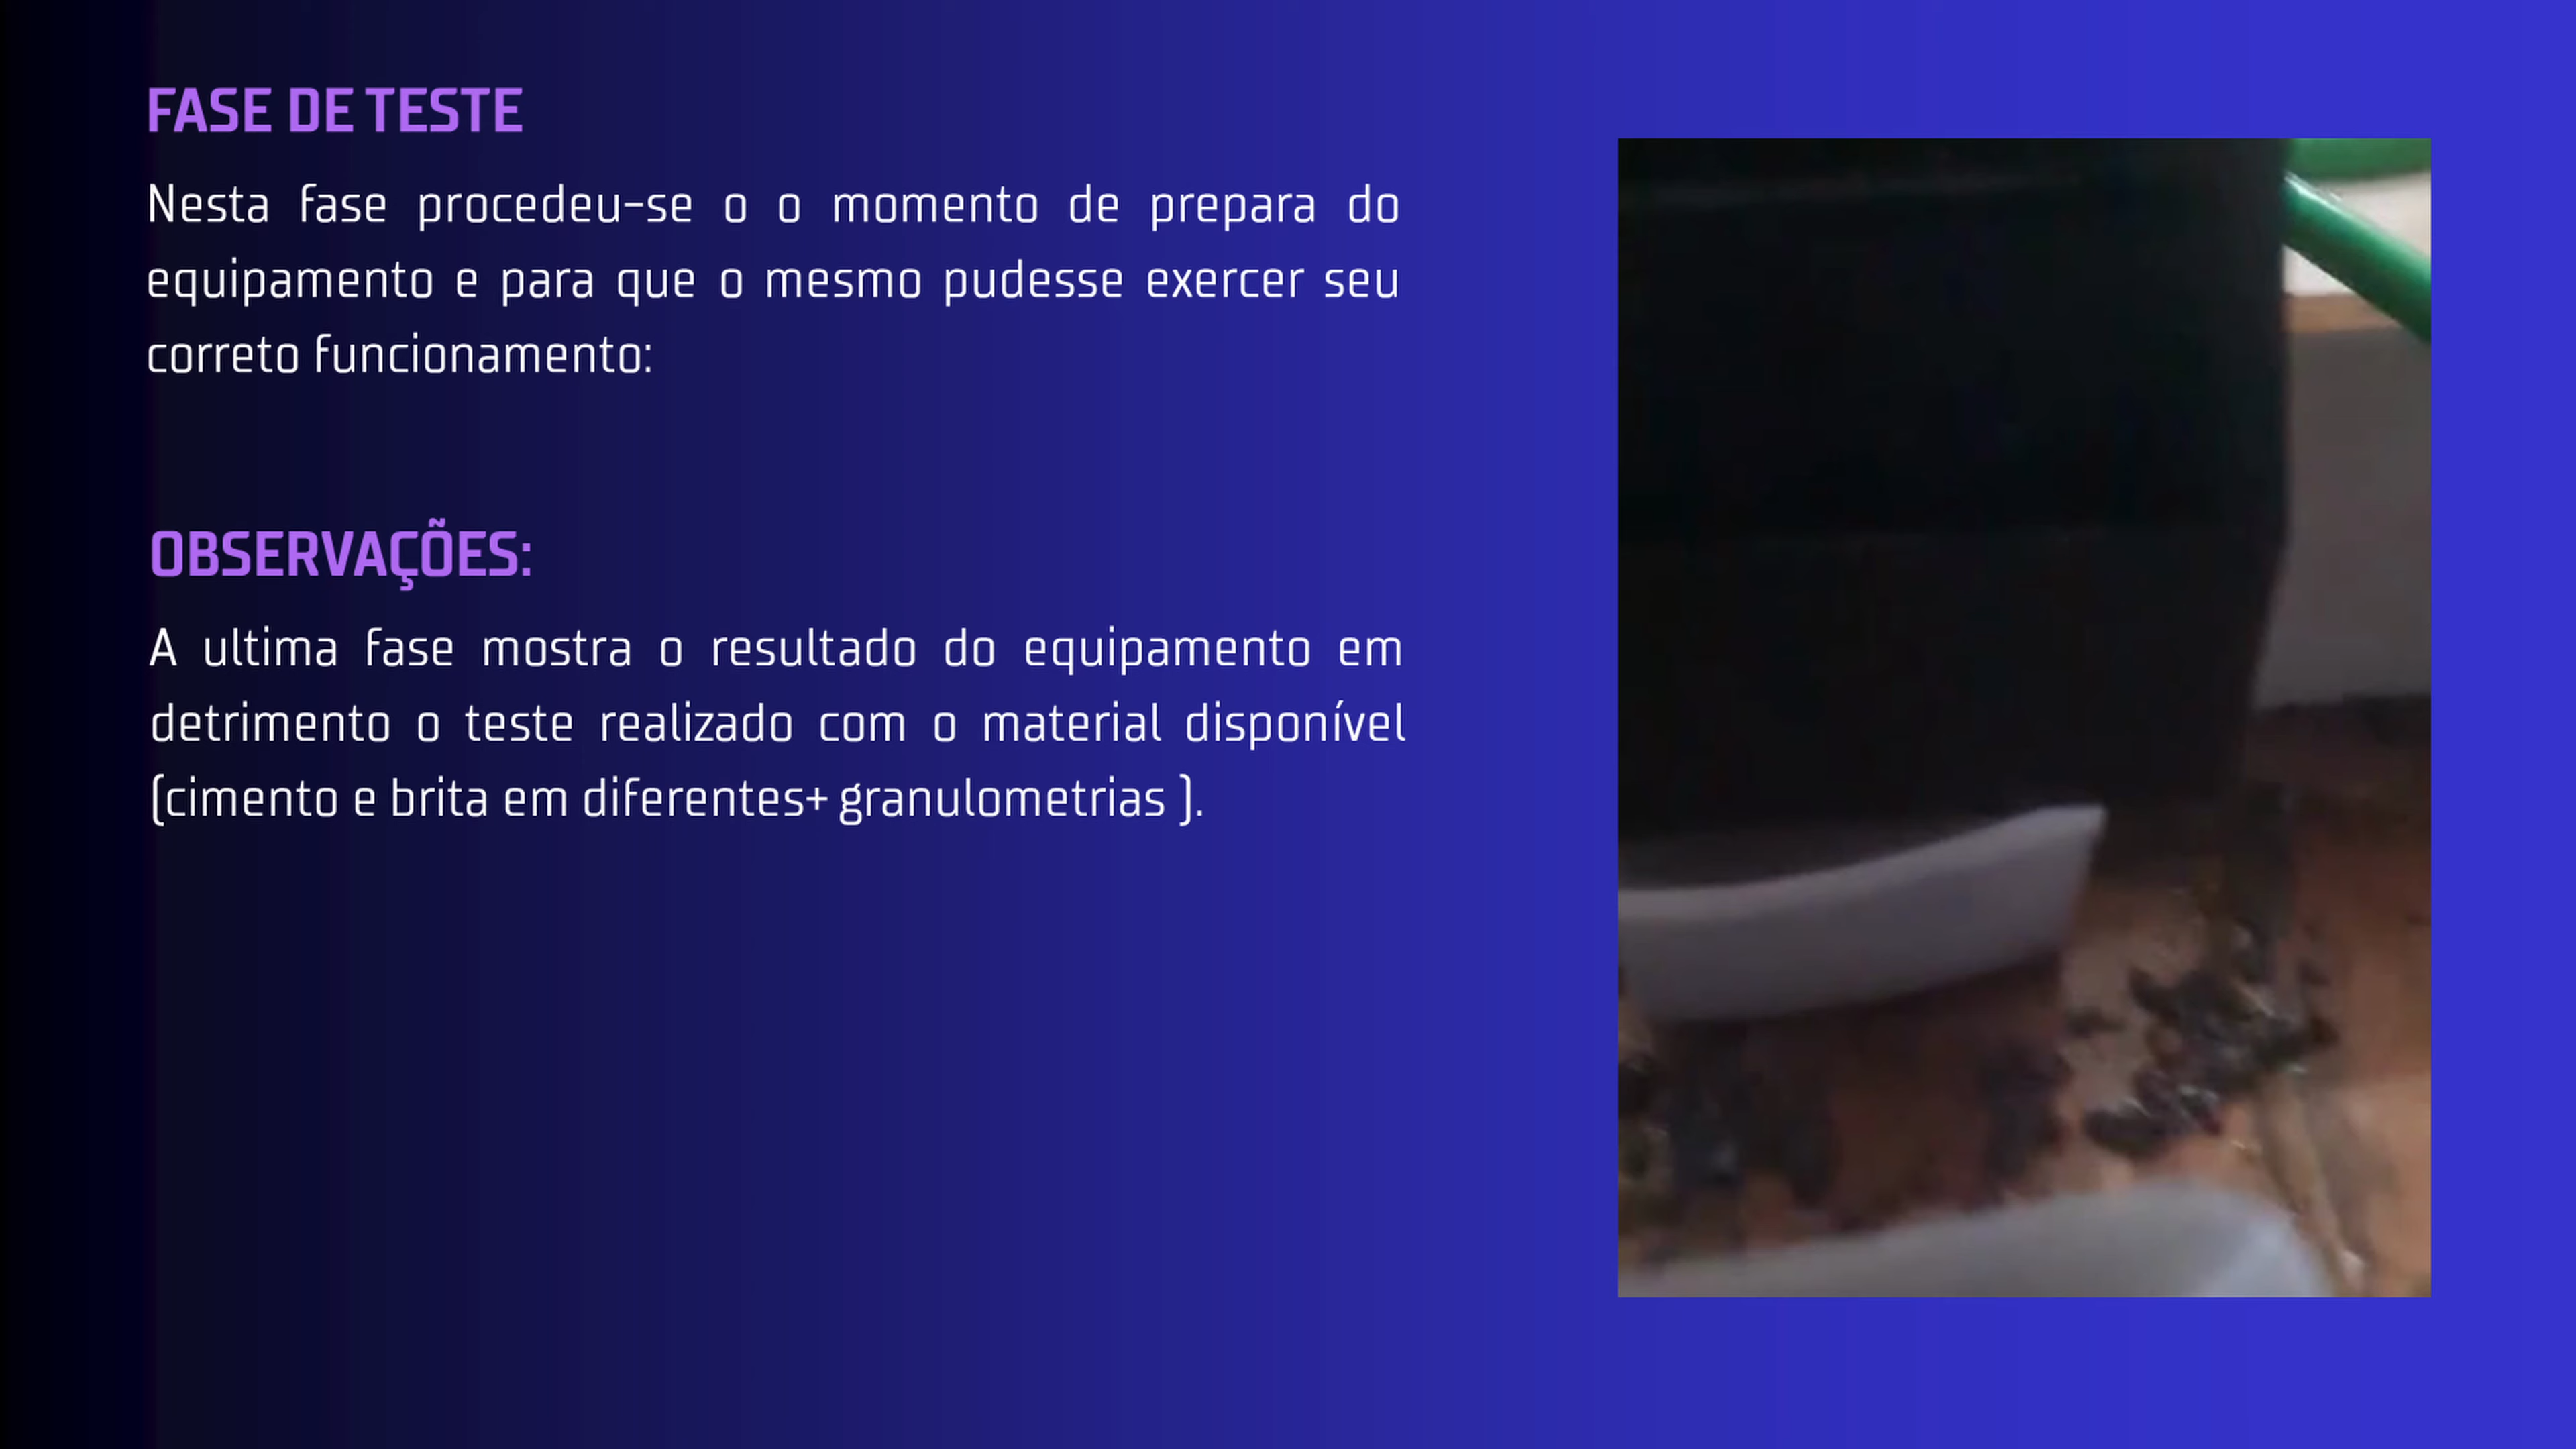 FASE DE TESTE
Nesta fase procedeu-se o o momento de prepara do
equipamento e para que o mesmo pudesse exercer seu
correto funcionamento:
OBSERVAÇÕES:
A ultima fase mostra o resultado do equipamento em
detrimento o teste realizado com o material disponível
(cimento e brita em diferentes+ granulometrias ).